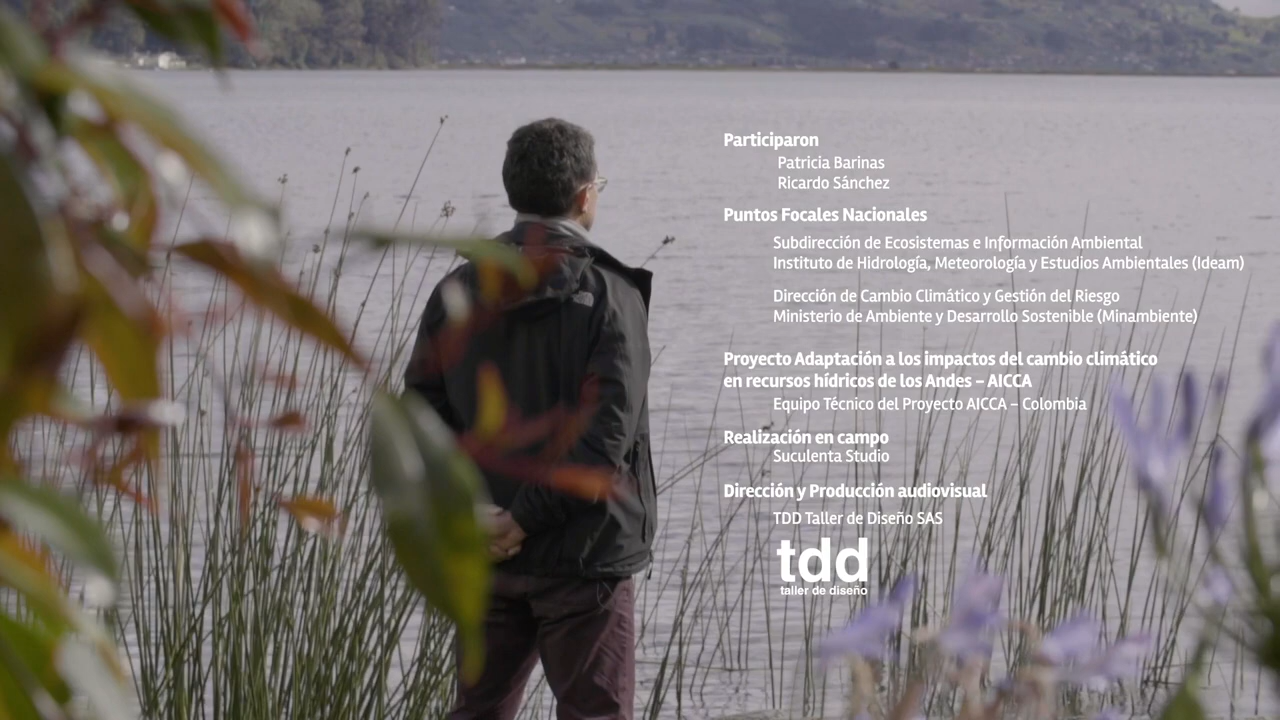 Participaron
Patricia Barinas
Ricardo Sánchez
Puntos Focales Nacionales
Subdirección de Ecosistemas e Información Ambiental
Instituto de Hidrología, Meteorología y Estudios Ambientales (Ideam)
Dirección de Cambio Climático y Gestión del Riesgo
Ministerio de Ambiente y Desarrollo Sostenible (Minambiente)
Proyecto Adaptación a los impactos del cambio climático
en recursos hídricos de los Andes – AICCA
Equipo Técnico del Proyecto AICCA – Colombia
Realización en campo
Suculenta Studio
Dirección y Producción audiovisual
TDD Taller de Diseño SAS
tdd
taller de diseño